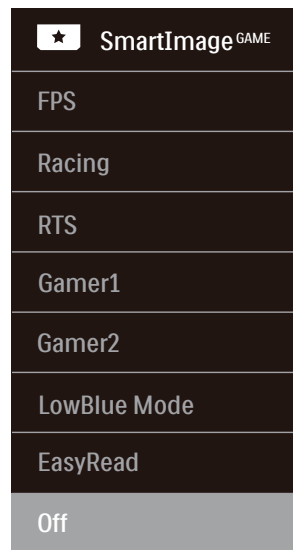 SmartImage GAME
FPS
Racing
RTS
Gamer1
Gamer2
LowBlue Mode
EasyRead
Off